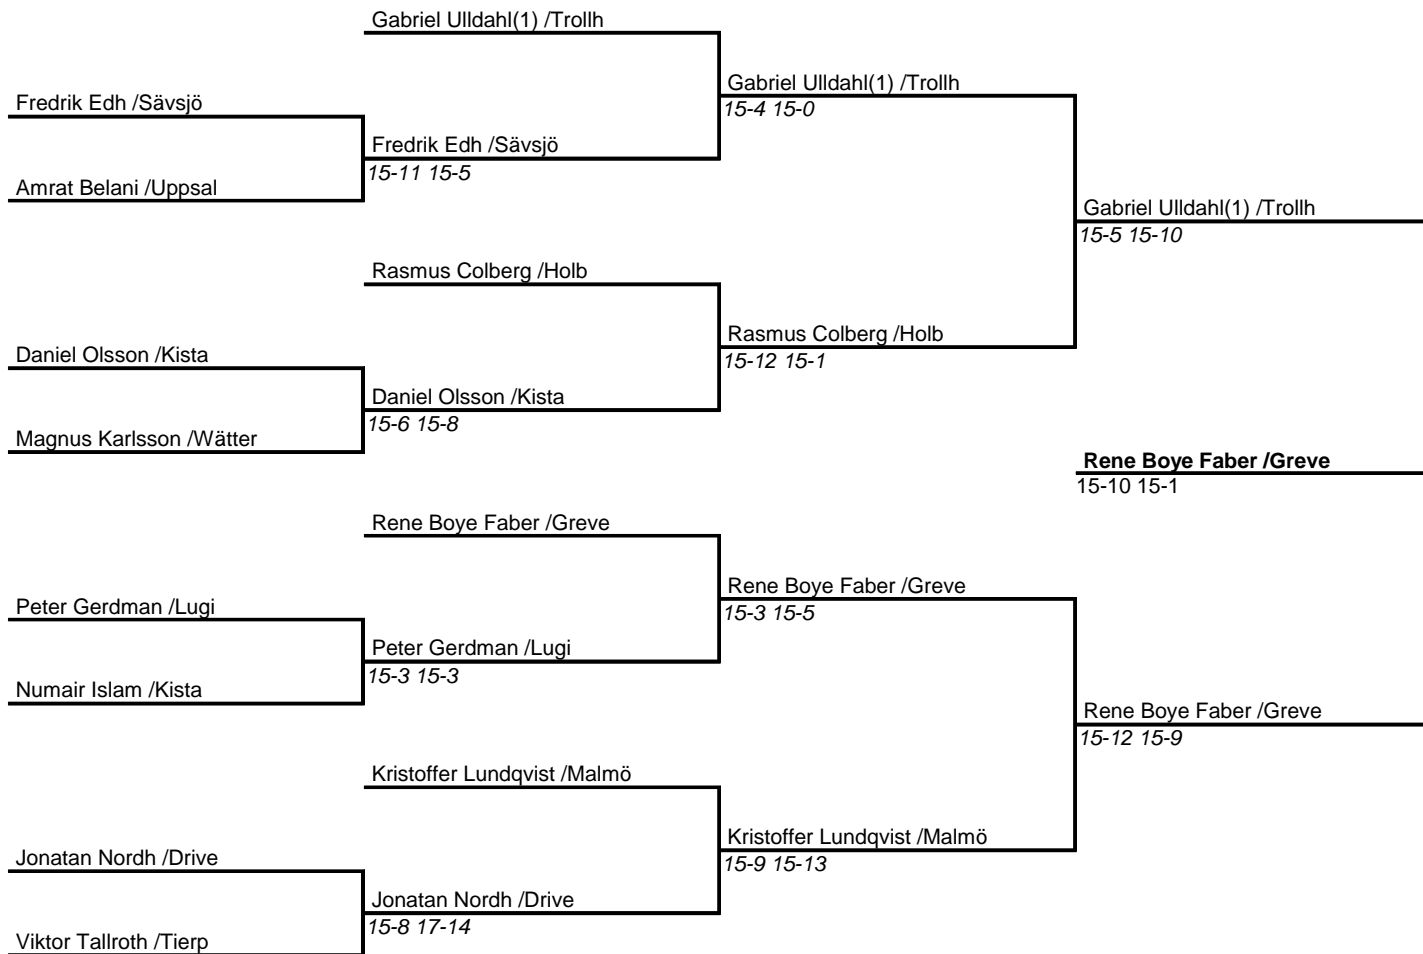 Gabriel Ulldahl(1) /Trollh
Gabriel Ulldahl(1) /Trollh
Fredrik Edh /Sävsjö
15-4 15-0
Fredrik Edh /Sävsjö
15-11 15-5
Amrat Belani /Uppsal
Gabriel Ulldahl(1) /Trollh
15-5 15-10
Rasmus Colberg /Holb
Rasmus Colberg /Holb
Daniel Olsson /Kista
15-12 15-1
Daniel Olsson /Kista
15-6 15-8
Magnus Karlsson /Wätter
Rene Boye Faber /Greve
15-10 15-1
Rene Boye Faber /Greve
Rene Boye Faber /Greve
Peter Gerdman /Lugi
15-3 15-5
Peter Gerdman /Lugi
15-3 15-3
Numair Islam /Kista
Rene Boye Faber /Greve
15-12 15-9
Kristoffer Lundqvist /Malmö
Kristoffer Lundqvist /Malmö
Jonatan Nordh /Drive
15-9 15-13
Jonatan Nordh /Drive
15-8 17-14
Viktor Tallroth /Tierp